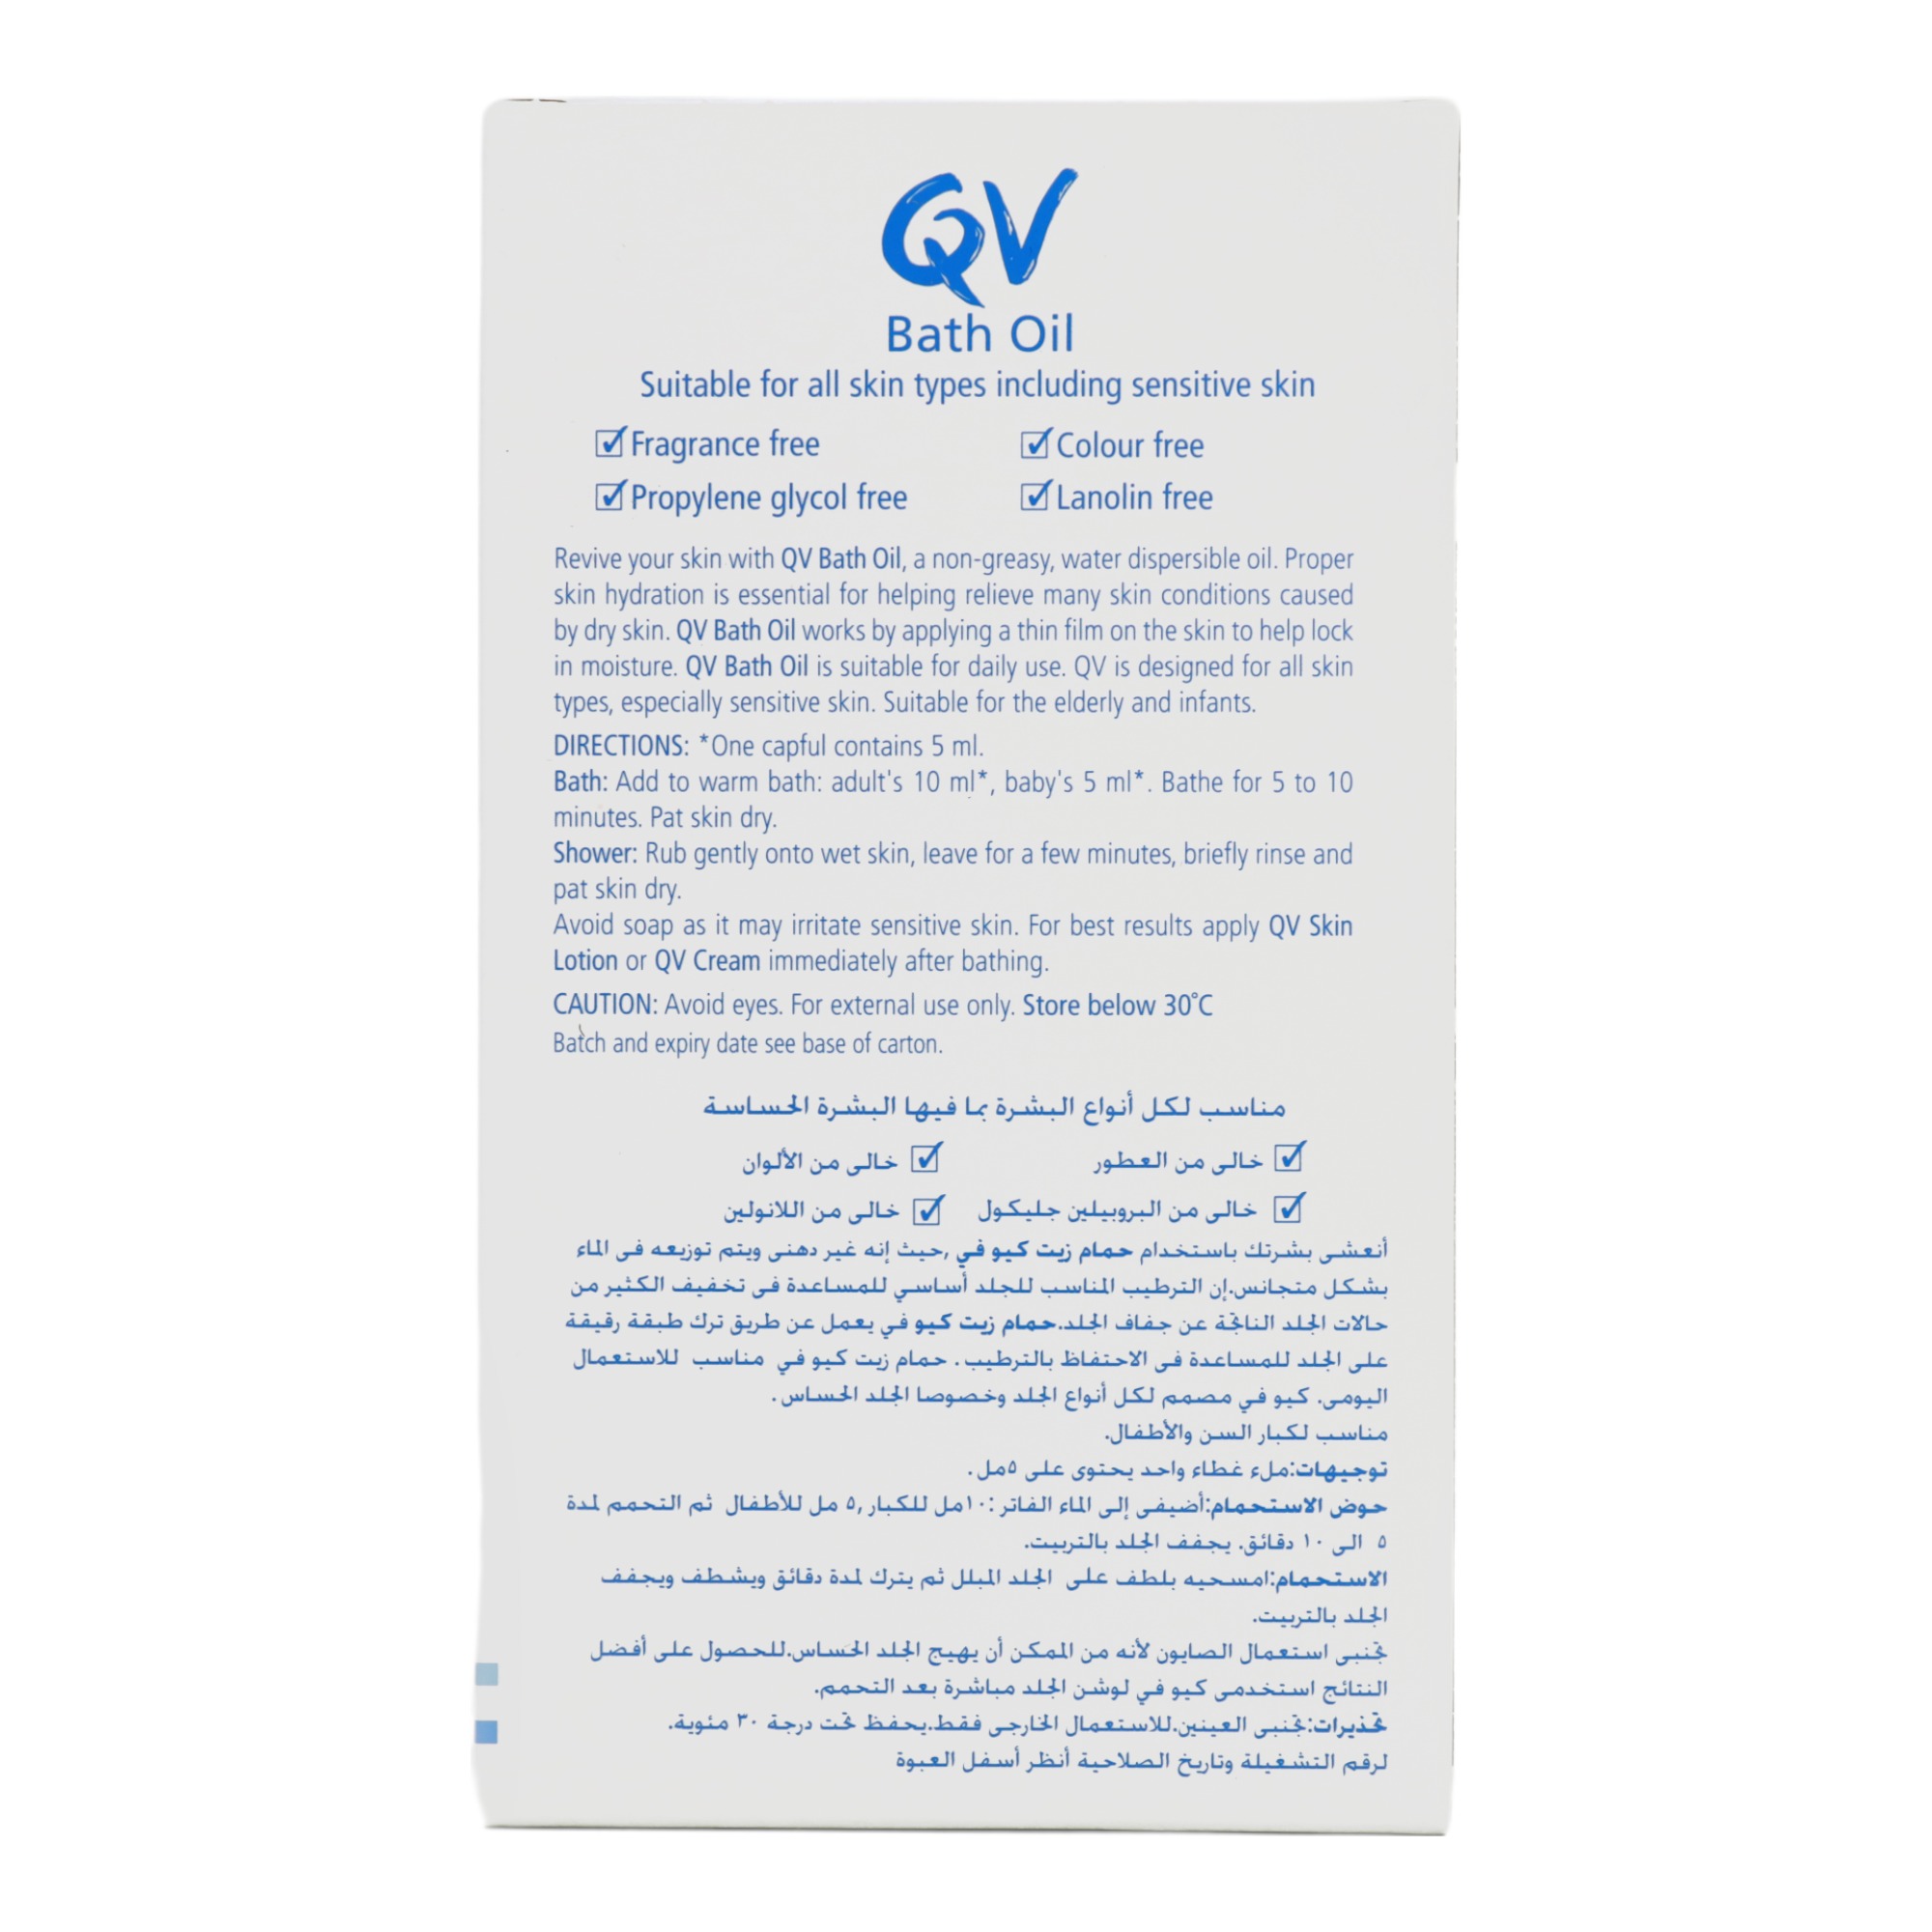 QV
Bath Oil
Suitable for all skin types including sensitive skin
Fragrance free
Colour free
Propylene glycol free
Lanolin free
Revive your skin with QV Bath Oil, a non-greasy, water dispersible oil. Proper
skin hydration is essential for helping relieve many skin conditions caused
by dry skin. QV Bath Oil works by applying a thin film on the skin to help lock
in moisture. QV Bath Oil is suitable for daily use. QV is designed for all skin
types, especially sensitive skin. Suitable for the elderly and infants.
DIRECTIONS: *One capful contains 5 ml.
Bath: Add to warm bath: adult's 10 ml*, baby's 5 ml*. Bathe for 5 to 10
minutes. Pat skin dry.
Shower: Rub gently onto wet skin, leave for a few minutes, briefly rinse and
pat skin dry.
Avoid soap as it may irritate sensitive skin. For best results apply QV Skin
Lotion or QV Cream immediately after bathing.
CAUTION: Avoid eyes. For external use only. Store below 30°C
Batch and expiry date see base of carton.
مناسب لكل أنواع البشرة بما فيها البشرة الحساسة
خالى من العطور
خالى من الألوان
خالى من البروبيلين جليكول
خالى من اللانولين
أنعشى بشرتك باستخدام حمام زيت كيو في ,حيث إنه غير دهنى ويتم توزيعه فى الماء
بشكل متجانس.إن الترطيب المناسب للجلد أساسي للمساعدة فى تخفيف الكثير من
حالات الجلد الناتجة عن جفاف الجلد.حمام زيت كيو في يعمل عن طريق ترك طبقة رقيقة
على الجلد للمساعدة فى الاحتفاظ بالترطيب. حمام زيت كيو في مناسب للاستعمال
اليومى. كيو في مصمم لكل أنواع الجلد وخصوصا الجلد الحساس.
مناسب لكبار السن والأطفال.
توجيهات:ملء غطاء واحد يحتوى على ٥مل.
حوض الاستحمام:أضيفى إلى الماء الفاتر :١٠مل للكبار ,٥ مل للأطفال ثم التحمم لمدة
٥ الى ١٠ دقائق. يجفف الجلد بالتربيت.
الاستحمام:امسحيه بلطف على الجلد المبلل ثم يترك لمدة دقائق ويشطف ويجفف
الجلد بالتربيت.
تجنبى استعمال الصابون لأنه من الممكن أن يهيج الجلد الحساس.للحصول على أفضل
النتائج استخدمى كيو في لوشن الجلد مباشرة بعد التحمم.
تحذيرات:تجنبى العينين.للاستعمال الخارجى فقط.يحفظ تحت درجة ٣٠ مئوية.
لرقم التشغيلة وتاريخ الصلاحية أنظر أسفل العبوة